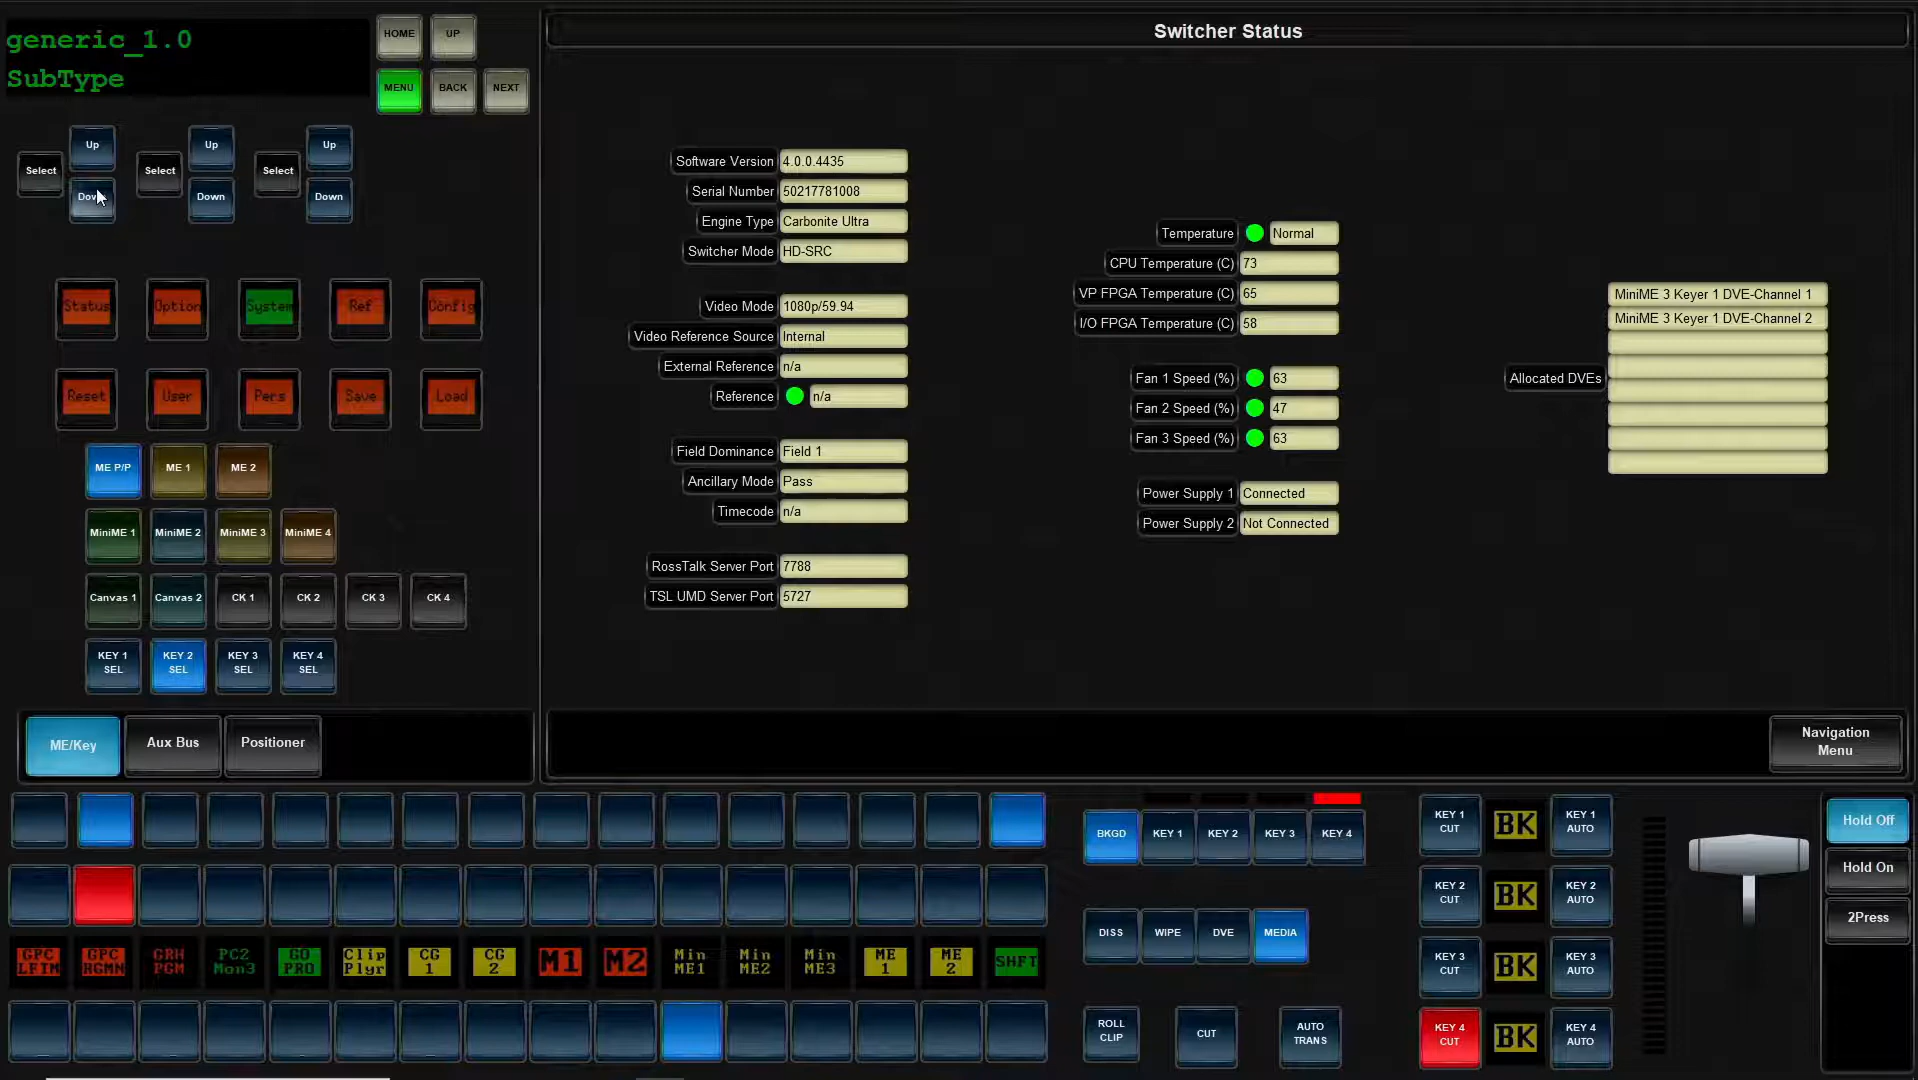 generic_1.0
SubType
HOME
UP
MENU
BACK
NEXT
Switcher Status
Select
Up
Down
Select
Up
Down
Select
Up
Down
Status
Option
System
Ref
Config
Reset
User
Pers
Save
Load
ME P/P
ME 1
ME 2
MiniME 1
MiniME 2
MiniME 3
MiniME 4
Canvas 1
Canvas 2
CK 1
CK 2
CK 3
CK 4
KEY 1
SEL
KEY 2
SEL
KEY 3
SEL
KEY 4
SEL
ME/Key
Aux Bus
Positioner
Software Version 4.0.0.4435
Serial Number 50217781008
Engine Type Carbonite Ultra
Switcher Mode HD-SRC
Video Mode 1080p/59.94
Video Reference Source Internal
External Reference n/a
Reference n/a
Field Dominance Field 1
Ancillary Mode Pass
Timecode n/a
RossTalk Server Port 7788
TSL UMD Server Port 5727
Temperature Normal
CPU Temperature (C) 73
VP FPGA Temperature (C) 65
I/O FPGA Temperature (C) 58
Fan 1 Speed (%) 63
Fan 2 Speed (%) 47
Fan 3 Speed (%) 63
Power Supply 1 Connected
Power Supply 2 Not Connected
Allocated DVEs
MiniME 3 Keyer 1 DVE-Channel 1
MiniME 3 Keyer 1 DVE-Channel 2
Navigation
Menu
GPC
LFIM
GPC
RGMN
GRH
PGM
PC2
Mon3
GO
PRO
Clip
Plyr
CG
1
CG
2
M1
M2
Min
ME1
Min
ME2
Min
ME3
ME
1
ME
2
SHFT
BKGD
KEY 1
KEY 2
KEY 3
KEY 4
DISS
WIPE
DVE
MEDIA
ROLL
CLIP
CUT
AUTO
TRANS
KEY 1
CUT
BK
KEY 1
AUTO
KEY 2
CUT
BK
KEY 2
AUTO
KEY 3
CUT
BK
KEY 3
AUTO
KEY 4
CUT
BK
KEY 4
AUTO
Hold Off
Hold On
2Press